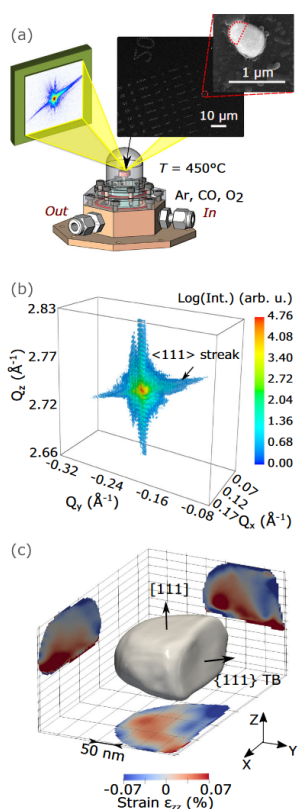 (a)
20
1 µm
10 µm
T = 450°C
Ar, CO, O2
Out
In
(b)
Log(Int.) (arb. u.)
2.83
2.77
2.72
2.66
Qz (Å-1)
<111> streak
4.76
4.08
3.40
2.72
2.04
1.36
0.68
0.00
-0.32
-0.24
-0.16
-0.08
Qy (Å-1)
0.07
0.12
0.17
Qx (Å-1)
(c)
[111]
{111} TB
50 nm
Z
Y
X
-0.07 0.00 0.07
Strain εzz (%)